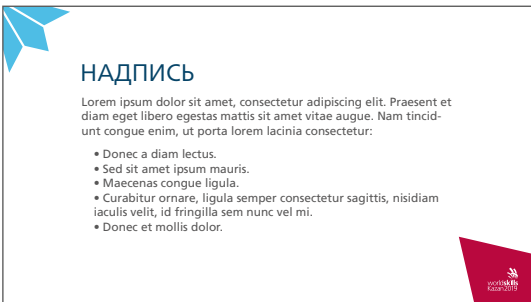 НАДПИСЬ
Lorem ipsum dolor sit amet, consectetur adipiscing elit. Praesent et
diam eget libero egestas mattis sit amet vitae augue. Nam tincid-
unt congue enim, ut porta lorem lacinia consectetur:
• Donec a diam lectus.
• Sed sit amet ipsum mauris.
• Maecenas congue ligula.
• Curabitur ornare, ligula semper consectetur sagittis, nisidiam
iaculis velit, id fringilla sem nunc vel mi.
• Donec et mollis dolor.
worldskills
Kazan2019